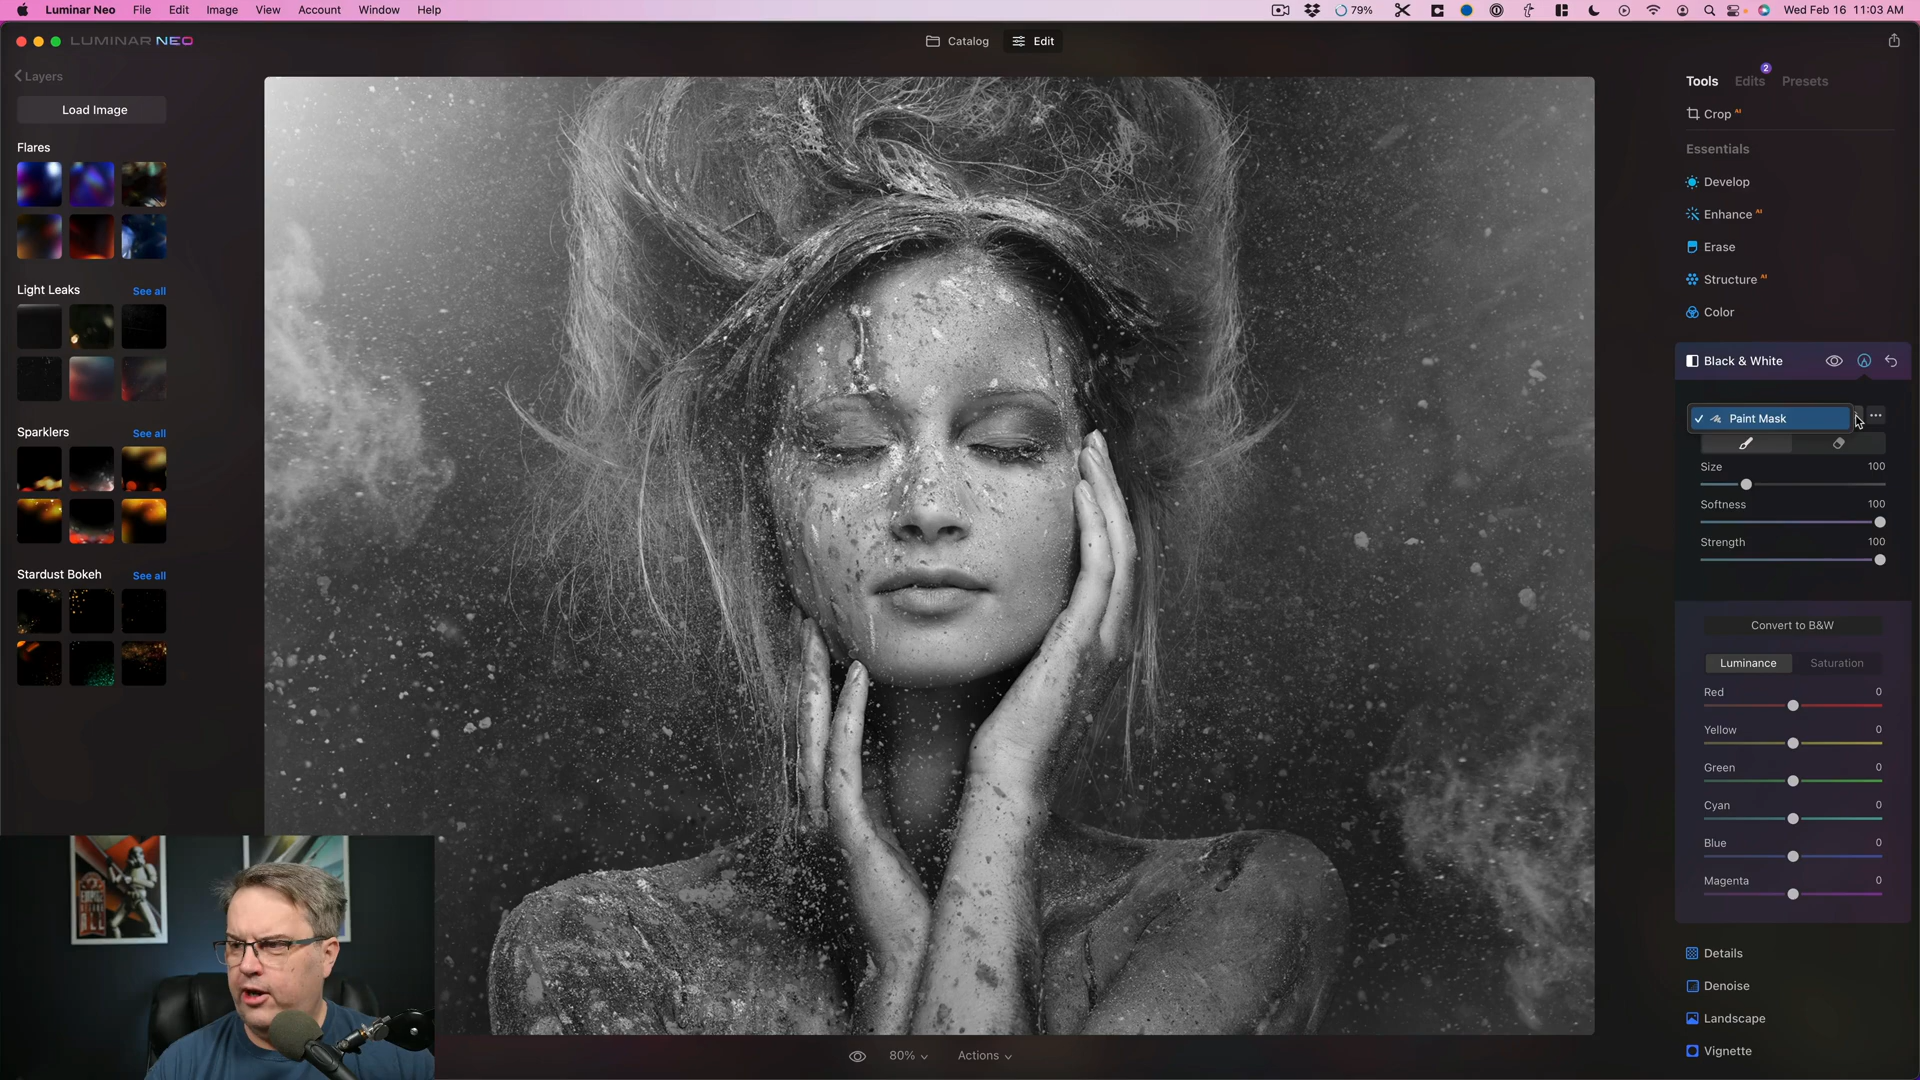 Luminar Neo File Edit Image View Account Window Help
79% Wed Feb 16 11:03 AM
LUMINAR NEO
Catalog Edit
Layers
Load Image
Flares
Light Leaks See all
Sparklers See all
Stardust Bokeh See all
80% Actions
2
Tools Edits Presets
Crop AI
Essentials
Develop
Enhance AI
Erase
Structure AI
Color
Black & White
Paint Mask
Size 100
Softness 100
Strength 100
Convert to B&W
Luminance Saturation
Red 0
Yellow 0
Green 0
Cyan 0
Blue 0
Magenta 0
Details
Denoise
Landscape
Vignette